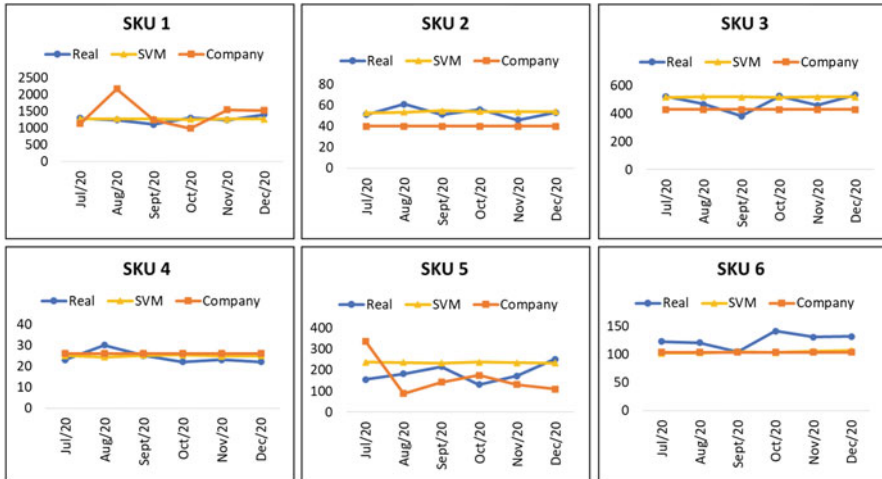 SKU 1
Real SVM Company
2500
2000
1500
1000
500
0
Jul/20
Aug/20
Sept/20
Oct/20
Nov/20
Dec/20
SKU 2
Real SVM Company
80
60
40
20
0
Jul/20
Aug/20
Sept/20
Oct/20
Nov/20
Dec/20
SKU 3
Real SVM Company
600
400
200
0
Jul/20
Aug/20
Sept/20
Oct/20
Nov/20
Dec/20
SKU 4
Real SVM Company
40
30
20
10
0
Jul/20
Aug/20
Sept/20
Oct/20
Nov/20
Dec/20
SKU 5
Real SVM Company
400
300
200
100
0
Jul/20
Aug/20
Sept/20
Oct/20
Nov/20
Dec/20
SKU 6
Real SVM Company
150
100
50
0
Jul/20
Aug/20
Sept/20
Oct/20
Nov/20
Dec/20